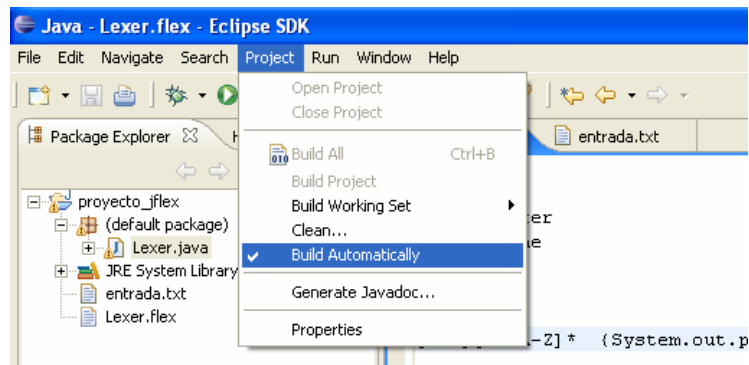 Java - Lexer.flex - Eclipse SDK
File Edit Navigate Search Project Run Window Help
Open Project
Close Project
Package Explorer
entrada.txt
Build All Ctrl+B
Build Project
Build Working Set
Clean...
Build Automatically
Generate Javadoc...
Properties
proyecto_jflex
(default package)
Lexer.java
JRE System Library
entrada.txt
Lexer.flex
er
e
-Z]* {System.out.p